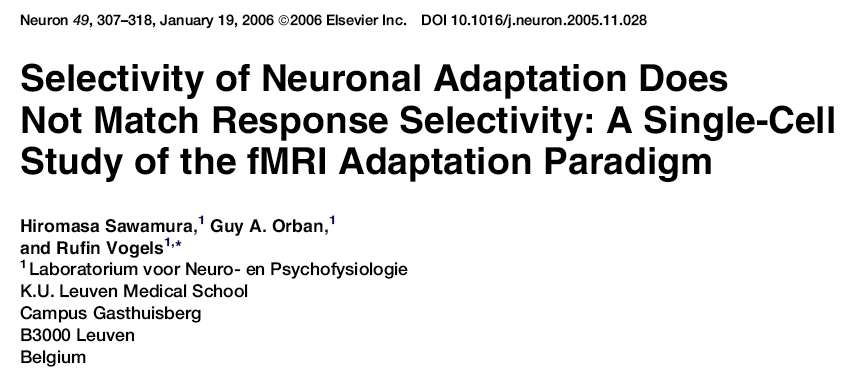 Neuron 49, 307–318, January 19, 2006 ©2006 Elsevier Inc. DOI 10.1016/j.neuron.2005.11.028
Selectivity of Neuronal Adaptation Does
Not Match Response Selectivity: A Single-Cell
Study of the fMRI Adaptation Paradigm
Hiromasa Sawamura,1 Guy A. Orban,1
and Rufin Vogels1,*
1 Laboratorium voor Neuro- en Psychofysiologie
K.U. Leuven Medical School
Campus Gasthuisberg
B3000 Leuven
Belgium